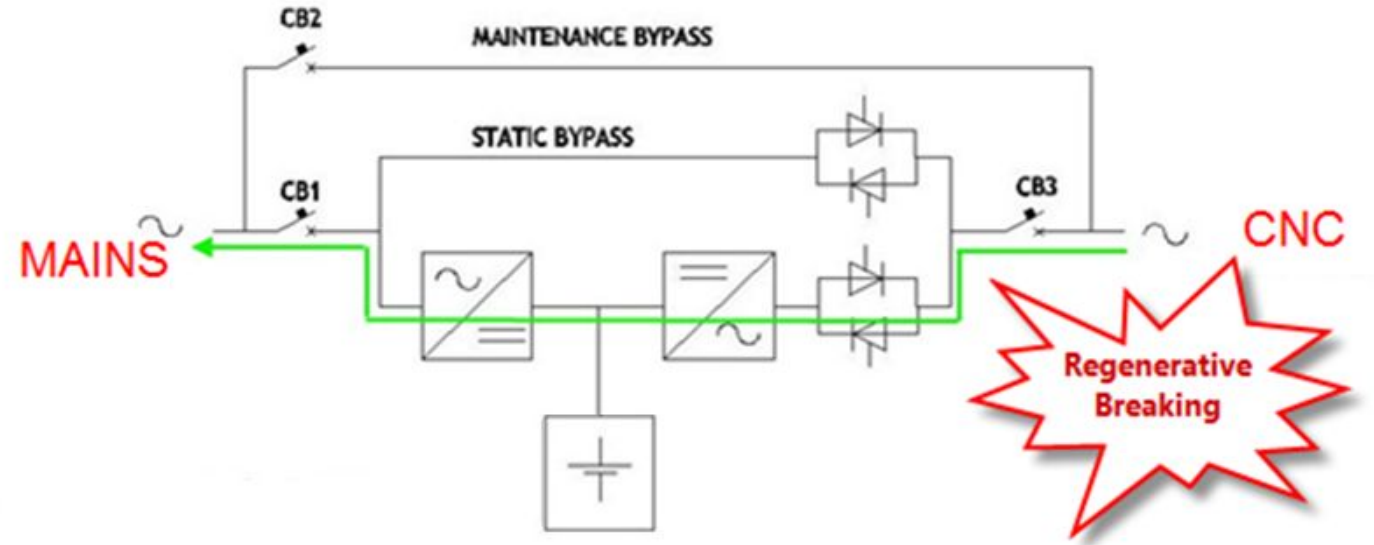 CB2
MAINTENANCE BYPASS
STATIC BYPASS
CB1
CB3
MAINS
CNC
Regenerative
Breaking